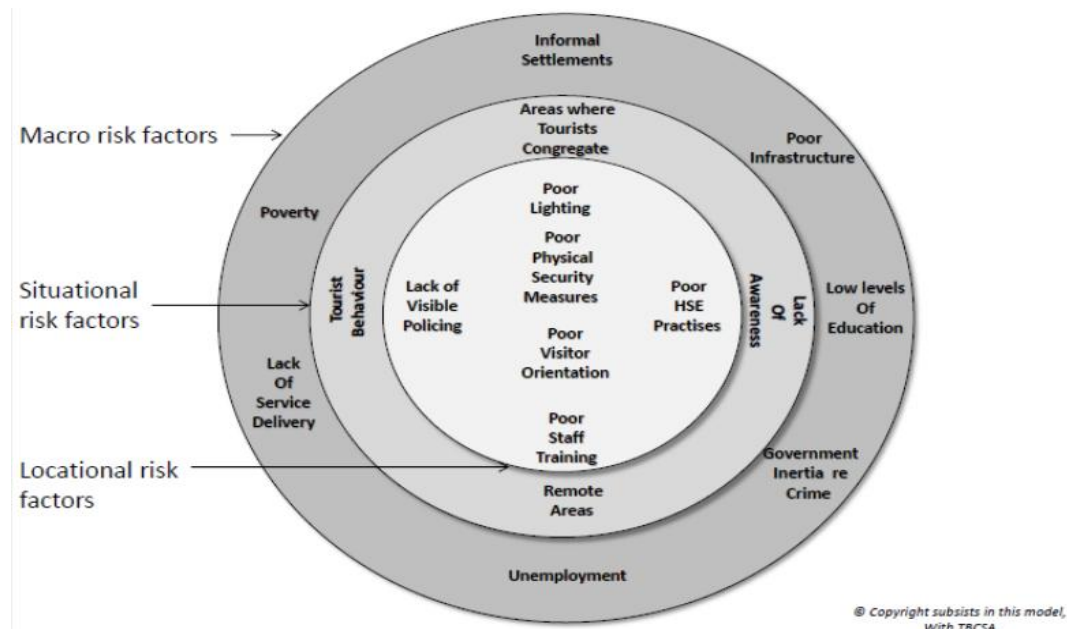 Informal
Settlements
Macro risk factors
Areas where
Tourists
Congregate
Poor
Infrastructure
Poor
Lighting
Poverty
Poor
Physical
Security
Measures
Situational
risk factors
Tourist
Behaviour
Lack of
Visible
Policing
Poor
HSE
Practises
Lack
Of
Awareness
Low levels
Of
Education
Poor
Visitor
Orientation
Lack
Of
Service
Delivery
Poor
Staff
Training
Locational risk
factors
Government
Inertia re
Crime
Remote
Areas
Unemployment
© Copyright subsists in this model,
With TBCSA